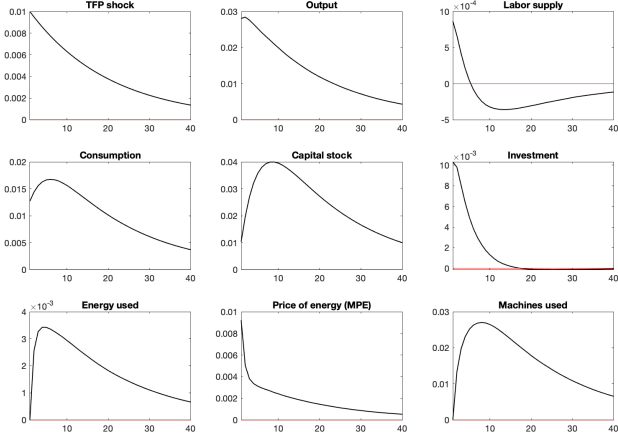 TFP shock
0.01
0.008
0.006
0.004
0.002
0
10 20 30 40
Output
0.03
0.02
0.01
0
10 20 30 40
Labor supply
×10⁻⁴
10
5
0
-5
10 20 30 40
Consumption
0.02
0.015
0.01
0.005
0
10 20 30 40
Capital stock
0.04
0.03
0.02
0.01
0
10 20 30 40
Investment
×10⁻³
10
8
6
4
2
0
10 20 30 40
Energy used
×10⁻³
4
3
2
1
0
10 20 30 40
Price of energy (MPE)
0.01
0.008
0.006
0.004
0.002
0
10 20 30 40
Machines used
0.03
0.02
0.01
0
10 20 30 40